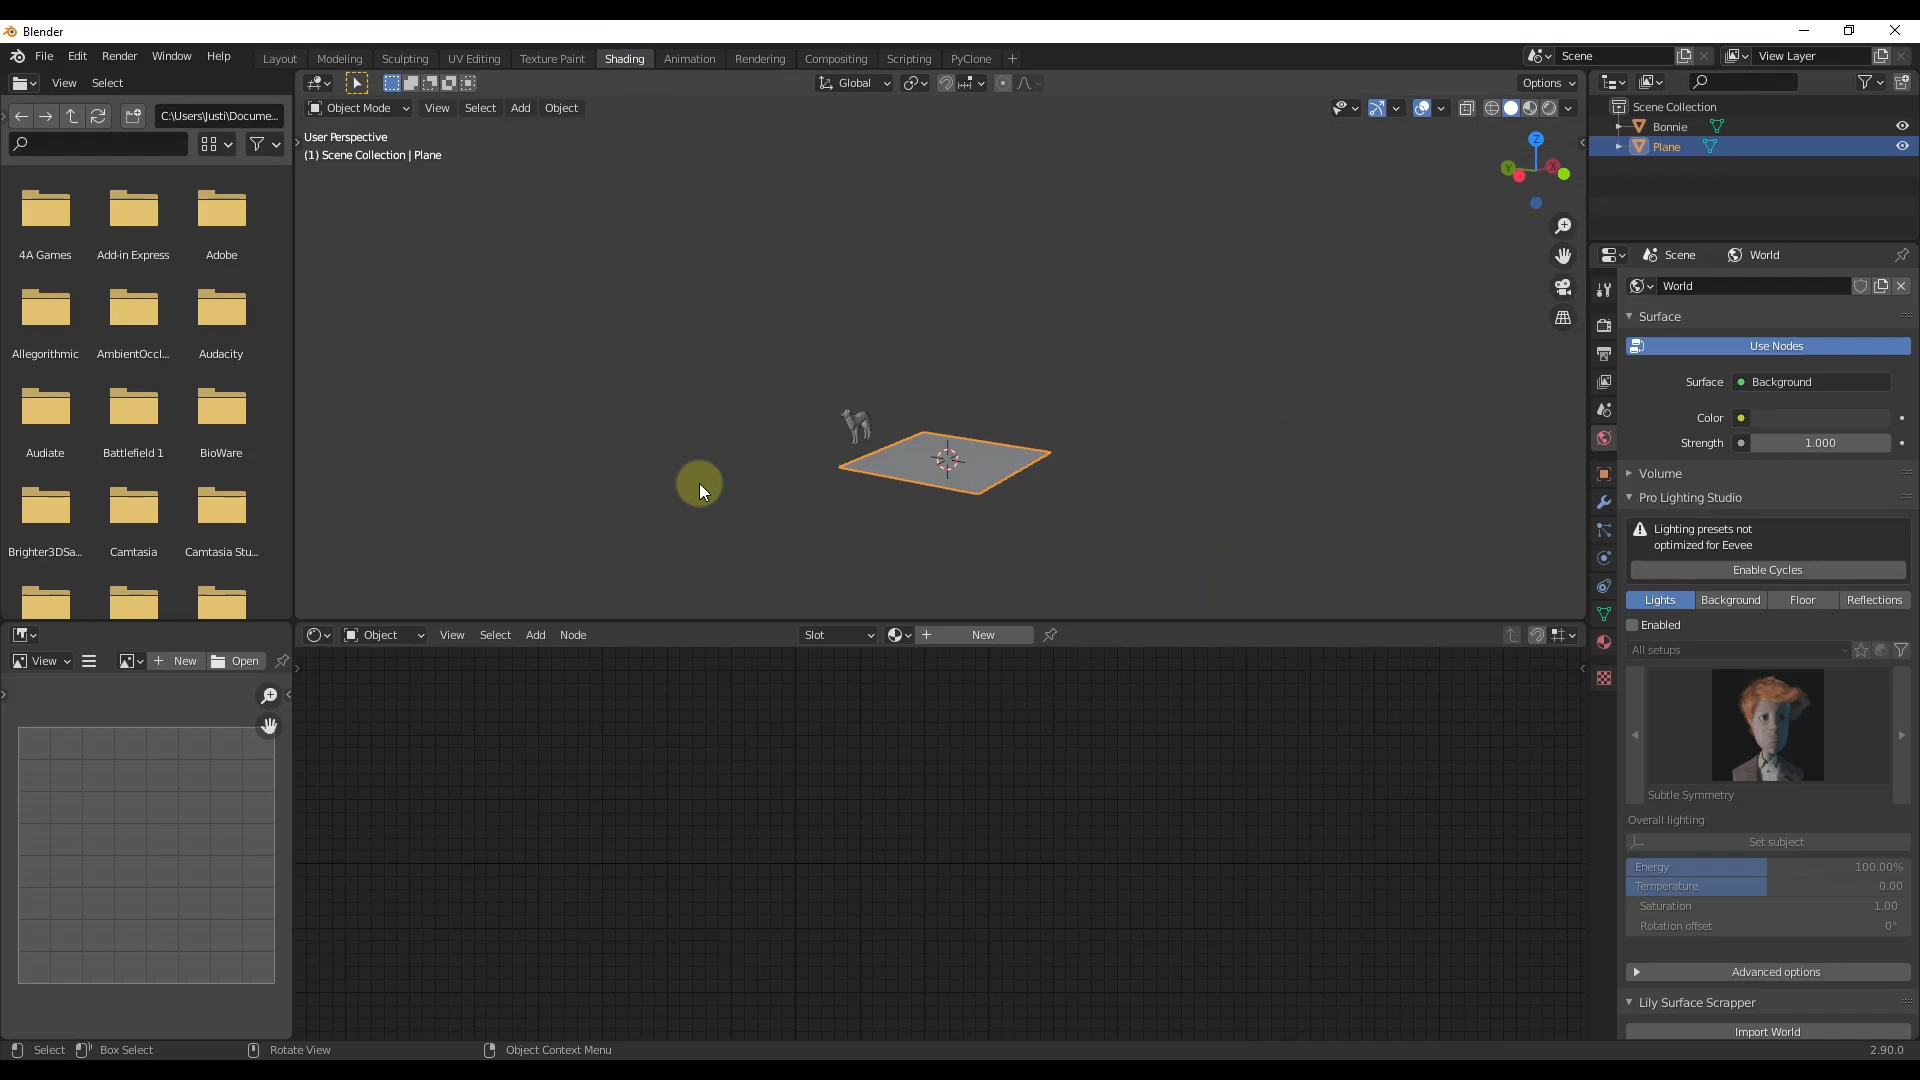 Blender
File Edit Render Window Help
Layout Modeling Sculpting UV Editing Texture Paint Shading Animation Rendering Compositing Scripting PyClone
Scene
View Layer
View Select
Global
Options
C:\Users\Justi\Docume...
Object Mode View Select Add Object
User Perspective
(1) Scene Collection | Plane
Z
Y
X
Scene Collection
Bonnie
Plane
4A Games
Add-in Express
Adobe
Allegorithmic
AmbientOccl...
Audacity
Audiate
Battlefield 1
BioWare
Brighter3DSa...
Camtasia
Camtasia Stu...
Scene World
World
Surface
Use Nodes
Surface Background
Color
Strength 1.000
Volume
Pro Lighting Studio
Lighting presets not
optimized for Eevee
Enable Cycles
Lights Background Floor Reflections
Enabled
All setups
Subtle Symmetry
Overall lighting
Set subject
Energy 100.00%
Temperature 0.00
Saturation 1.00
Rotation offset 0°
Advanced options
Lily Surface Scrapper
Import World
Object View Select Add Node
Slot
New
View
New Open
Select Box Select Rotate View Object Context Menu
2.90.0